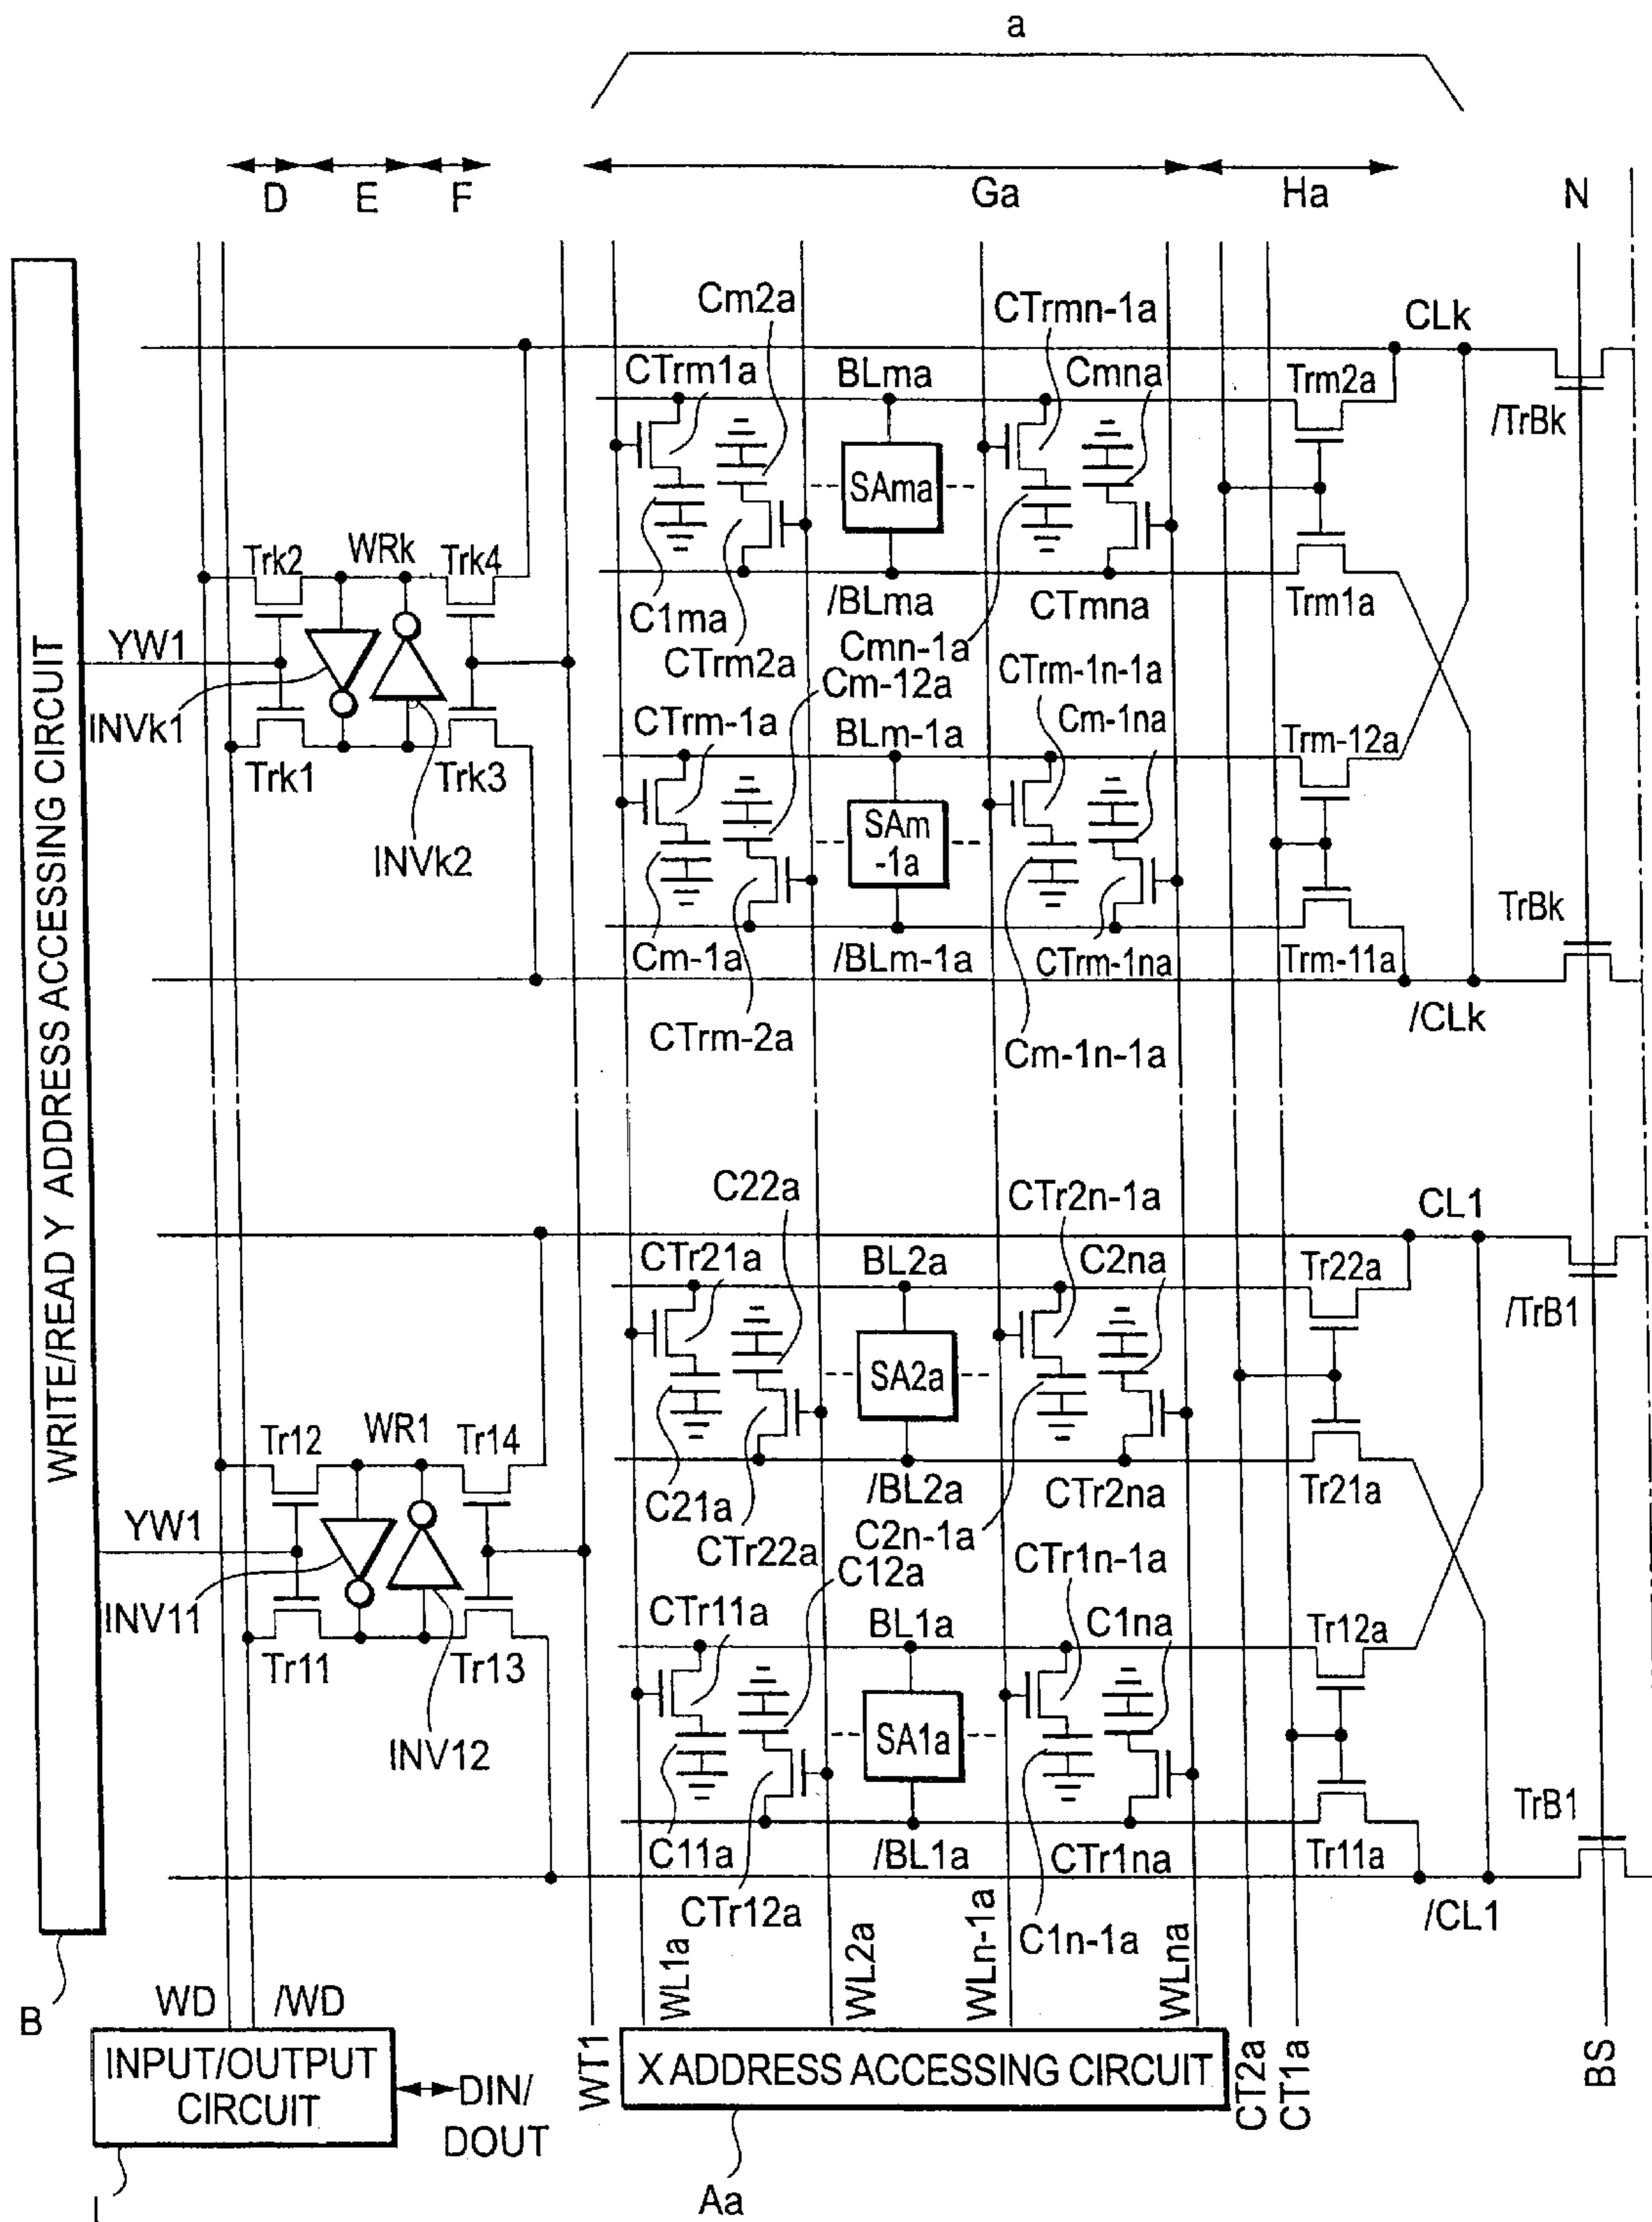 a
D
E
F
Ga
Ha
N
WRITE/READ Y ADDRESS ACCESSING CIRCUIT
Cm2a
CTrmn-1a
CLk
CTrm1a
BLma
Cmna
Trm2a
/TrBk
SAma
Trk2
WRk
Trk4
C1ma
/BLma
CTmna
Trm1a
YW1
CTrm2a
Cmn-1a
Cm-12a
CTrm-1n-1a
INVk1
CTrm-1a
BLm-1a
Cm-1na
Trm-12a
Trk1
Trk3
SAm
-1a
INVk2
TrBk
Cm-1a
/BLm-1a
CTrm-1na
Trm-11a
/CLk
CTrm-2a
Cm-1n-1a
C22a
CTr2n-1a
CL1
CTr21a
BL2a
C2na
Tr22a
/TrB1
SA2a
Tr12
WR1
Tr14
C21a
/BL2a
CTr2na
Tr21a
YW1
C2n-1a
CTr22a
C12a
CTr1n-1a
INV11
CTr11a
BL1a
C1na
Tr12a
Tr11
Tr13
SA1a
INV12
TrB1
C11a
/BL1a
CTr1na
Tr11a
CTr12a
C1n-1a
/CL1
B
WD
/WD
WT1
WL1a
WL2a
WLn-1a
WLna
CT2a
CT1a
BS
INPUT/OUTPUT
CIRCUIT
DIN/
DOUT
X ADDRESS ACCESSING CIRCUIT
I
Aa